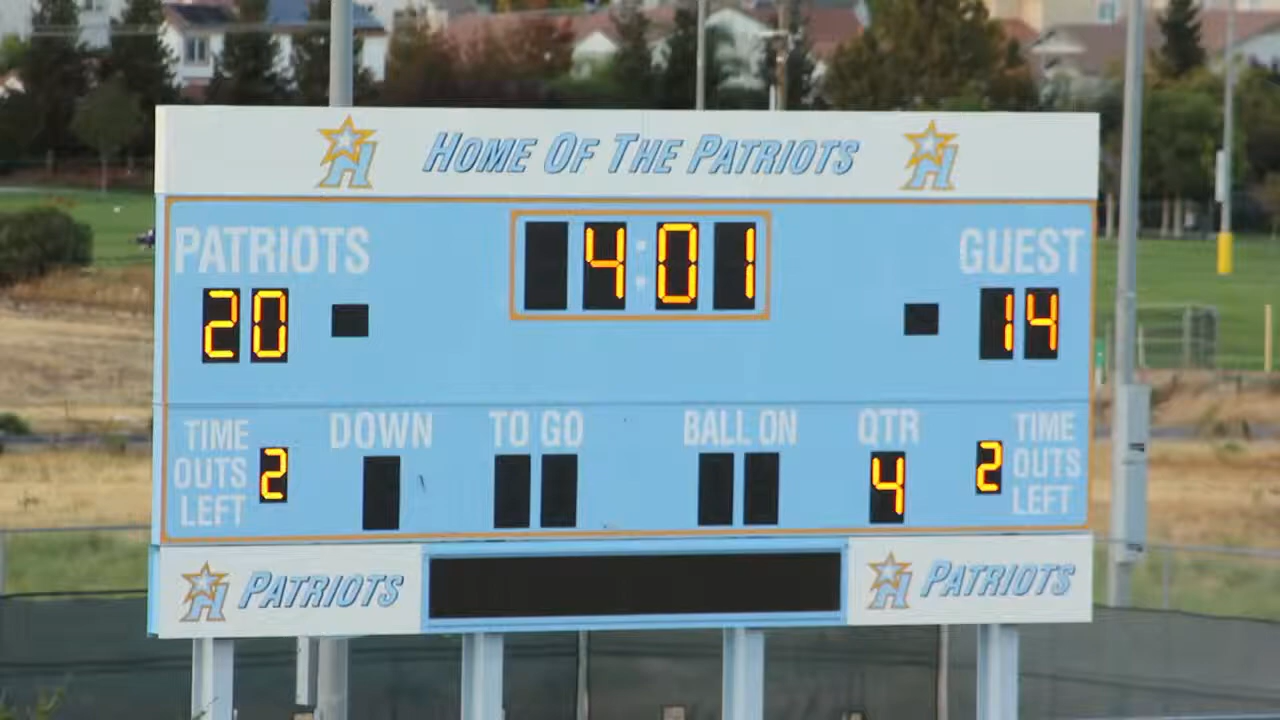 H HOME OF THE PATRIOTS H
PATRIOTS 4:01 GUEST
20 14
TIME OUTS LEFT 2 DOWN TO GO BALL ON QTR 4 2 TIME OUTS LEFT
H PATRIOTS H PATRIOTS